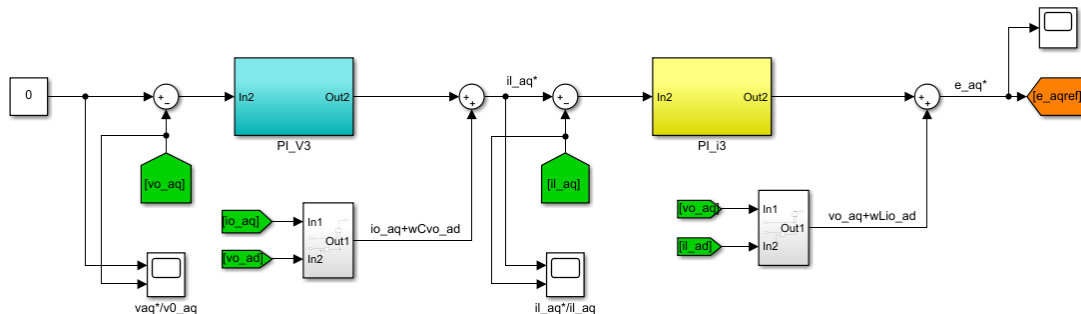 0
+
−
In2
Out2
PI_V3
+
+
il_aq*
+
−
In2
Out2
PI_i3
+
+
e_aq*
[e_aqref]
[vo_aq]
[il_aq]
[io_aq]
[vo_ad]
In1
In2
Out1
io_aq+wCvo_ad
[vo_aq]
[il_ad]
In1
In2
Out1
vo_aq+wLio_ad
vaq*/v0_aq
il_aq*/il_aq